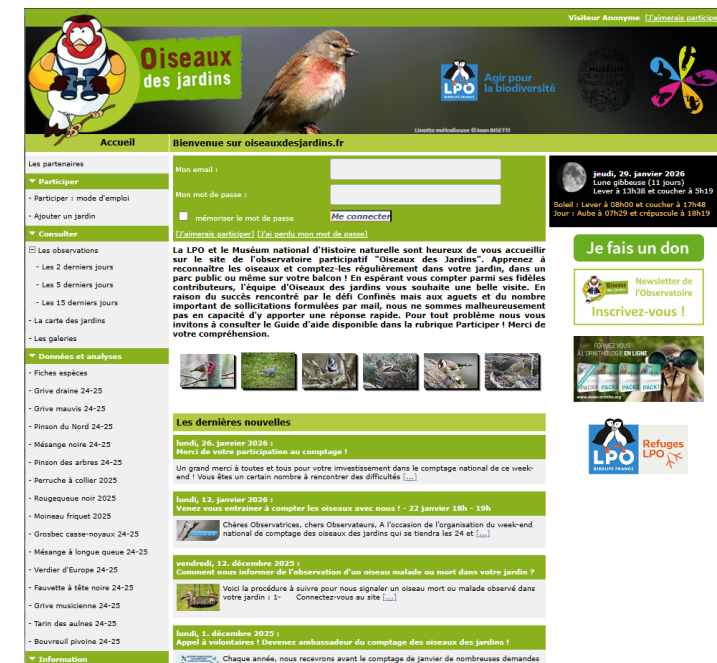 Visiteur Anonyme [J'aimerais participe
Oiseaux
des jardins
LPO
BIRDLIFE FRANCE
Agir pour
la biodiversité
MUSÉUM
Linotte mélodieuse © Jean BISETTI
Accueil
Bienvenue sur oiseauxdesjardins.fr
Les partenaires
Participer
- Participer : mode d'emploi
- Ajouter un jardin
Consulter
Les observations
- Les 2 derniers jours
- Les 5 derniers jours
- Les 15 derniers jours
- La carte des jardins
- Les galeries
Données et analyses
- Fiches espèces
- Grive draine 24-25
- Grive mauvis 24-25
- Pinson du Nord 24-25
- Mésange noire 24-25
- Pinson des arbres 24-25
- Perruche à collier 2025
- Rougequeue noir 2025
- Moineau friquet 2025
- Grosbec casse-noyaux 24-25
- Mésange à longue queue 24-25
- Verdier d'Europe 24-25
- Fauvette à tête noire 24-25
- Grive musicienne 24-25
- Tarin des aulnes 24-25
- Bouvreuil pivoine 24-25
Information
Mon email :
Mon mot de passe :
mémoriser le mot de passe
Me connecter
[J'aimerais participer] [J'ai perdu mon mot de passe]
La LPO et le Muséum national d'Histoire naturelle sont heureux de vous accueillir
sur le site de l'observatoire participatif "Oiseaux des Jardins". Apprenez à
reconnaître les oiseaux et comptez-les régulièrement dans votre jardin, dans un
parc public ou même sur votre balcon ! En espérant vous compter parmi ses fidèles
contributeurs, l'équipe d'Oiseaux des jardins vous souhaite une belle visite. En
raison du succès rencontré par le défi Confinés mais aux aguets et du nombre
important de sollicitations formulées par mail, nous ne sommes malheureusement
pas en capacité d'y apporter une réponse rapide. Pour tout problème nous vous
invitons à consulter le Guide d'aide disponible dans la rubrique Participer ! Merci de
votre compréhension.
Les dernières nouvelles
lundi, 26. janvier 2026 :
Merci de votre participation au comptage !
Un grand merci à toutes et tous pour votre investissement dans le comptage national de ce week-
end ! Vous êtes un certain nombre à rencontrer des difficultés [...]
lundi, 12. janvier 2026 :
Venez vous entraîner à compter les oiseaux avec nous ! - 22 janvier 18h - 19h
Chères Observatrices, chers Observateurs, A l'occasion de l'organisation du week-end
national de comptage des oiseaux des jardins qui se tiendra les 24 et [...]
vendredi, 12. décembre 2025 :
Comment nous informer de l'observation d'un oiseau malade ou mort dans votre jardin ?
Voici la procédure à suivre pour nous signaler un oiseau mort ou malade observé dans
votre jardin : 1- Connectez-vous au site [...]
lundi, 1. décembre 2025 :
Appel à volontaires ! Devenez ambassadeur du comptage des oiseaux des jardins !
Chaque année, nous recevrons avant le comptage de janvier de nombreuses demandes
jeudi, 29. janvier 2026
Lune gibbeuse (11 jours)
Lever à 13h38 et coucher à 5h19
Soleil : Lever à 08h00 et coucher à 17h48
Jour : Aube à 07h29 et crépuscule à 18h19
Je fais un don
Newsletter de
l'Observatoire
Inscrivez-vous !
FORMEZ VOUS
À L'ORNITHOLOGIE EN LIGNE
LPO
BIRDLIFE FRANCE
Refuges
LPO